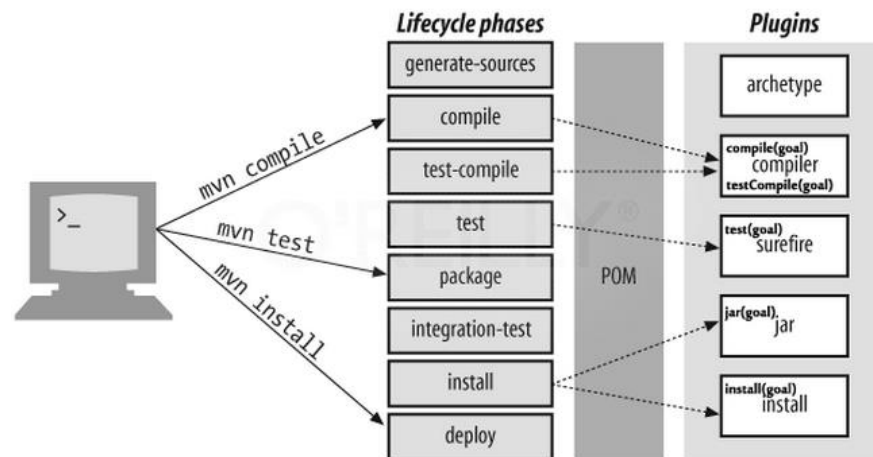 Lifecycle phases
Plugins
generate-sources
compile
test-compile
test
package
integration-test
install
deploy
mvn compile
mvn test
mvn install
>_
POM
archetype
compile(goal)
compiler
testCompile(goal)
test(goal)
surefire
jar(goal)
jar
install(goal)
install
O'REILLY®